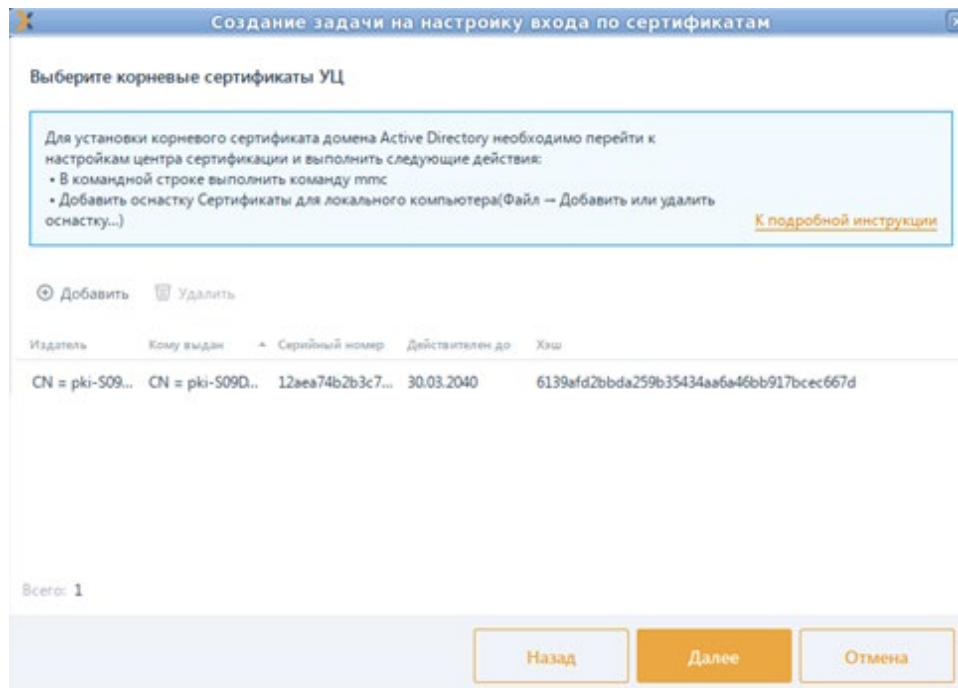 Создание задачи на настройку входа по сертификатам
Выберите корневые сертификаты УЦ
Для установки корневого сертификата домена Active Directory необходимо перейти к
настройкам центра сертификации и выполнить следующие действия:
• В командной строке выполнить команду mmc
• Добавить оснастку Сертификаты для локального компьютера(Файл → Добавить или удалить
оснастку...)
К подробной инструкции
Добавить Удалить
Издатель Кому выдан Серийный номер Действителен до Хэш
CN = pki-S09... CN = pki-S09D... 12aea74b2b3c7... 30.03.2040 6139afd2bbda259b35434aa6a46bb917bcec667d
Всего: 1
Назад Далее Отмена